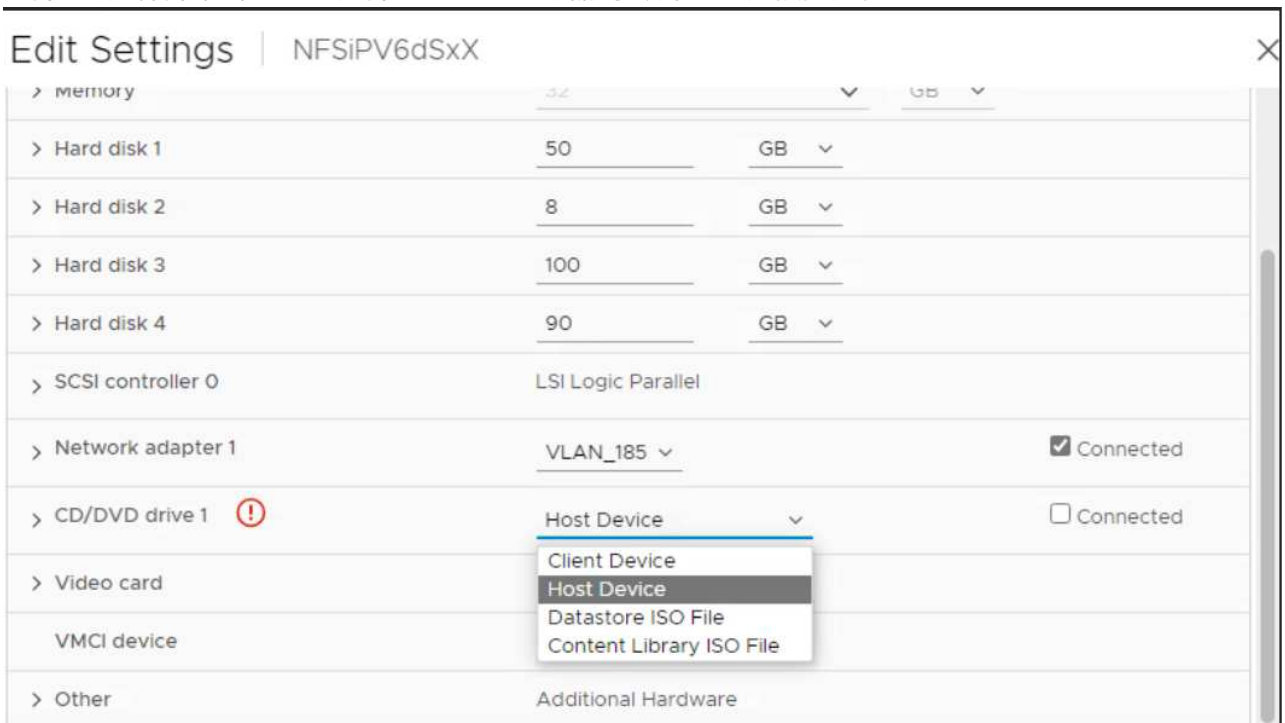 Edit Settings NFSiPV6dSxX
Memory 32 GB
Hard disk 1 50 GB
Hard disk 2 8 GB
Hard disk 3 100 GB
Hard disk 4 90 GB
SCSI controller 0 LSI Logic Parallel
Network adapter 1 VLAN_185 Connected
CD/DVD drive 1 Host Device Connected
Client Device
Video card Host Device
Datastore ISO File
VMCI device Content Library ISO File
Other Additional Hardware